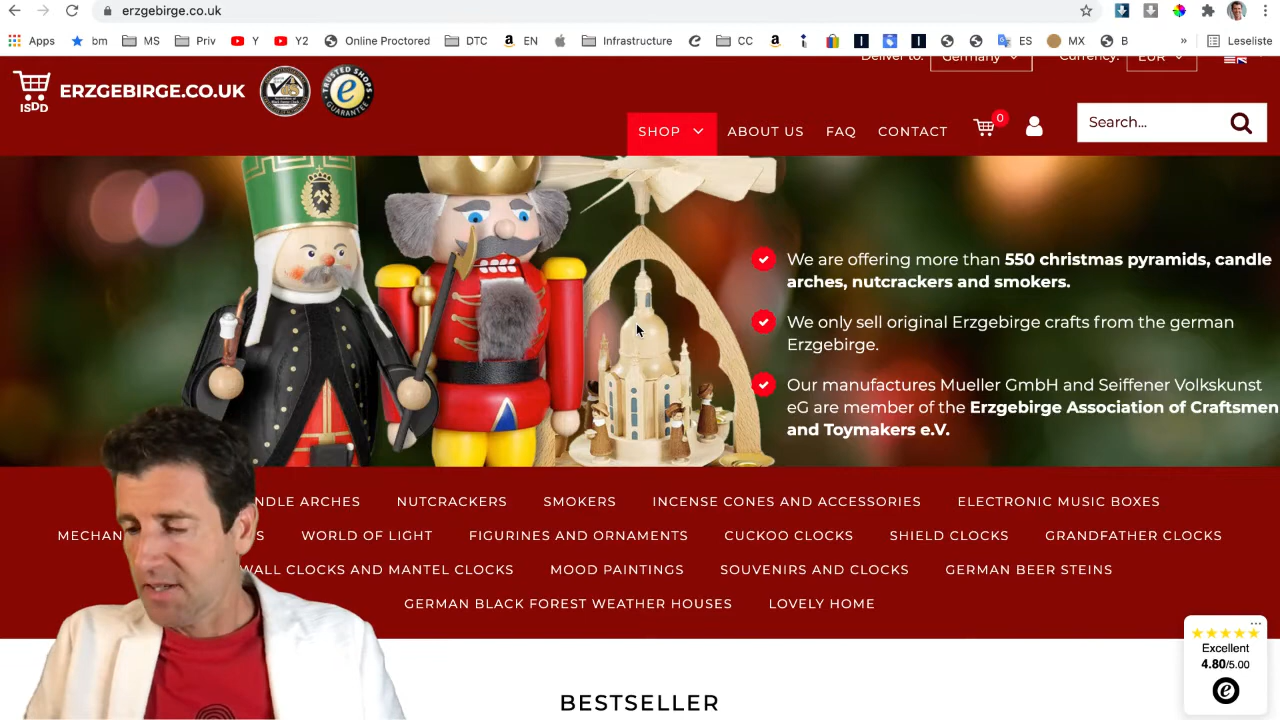 erzgebirge.co.uk
Apps bm MS Priv Y Y2 Online Proctored DTC EN Infrastructure CC ES MX B » Leseliste
Deliver to: Germany Currency: EUR
ISDD ERZGEBIRGE.CO.UK TRUSTED SHOPS GUARANTEE
SHOP ABOUT US FAQ CONTACT 0 Search...
We are offering more than 550 christmas pyramids, candle
arches, nutcrackers and smokers.
We only sell original Erzgebirge crafts from the german
Erzgebirge.
Our manufactures Mueller GmbH and Seiffener Volkskunst
eG are member of the Erzgebirge Association of Craftsmen
and Toymakers e.V.
NDLE ARCHES NUTCRACKERS SMOKERS INCENSE CONES AND ACCESSORIES ELECTRONIC MUSIC BOXES
MECHAN S WORLD OF LIGHT FIGURINES AND ORNAMENTS CUCKOO CLOCKS SHIELD CLOCKS GRANDFATHER CLOCKS
WALL CLOCKS AND MANTEL CLOCKS MOOD PAINTINGS SOUVENIRS AND CLOCKS GERMAN BEER STEINS
GERMAN BLACK FOREST WEATHER HOUSES LOVELY HOME
Excellent
4.80/5.00
BESTSELLER